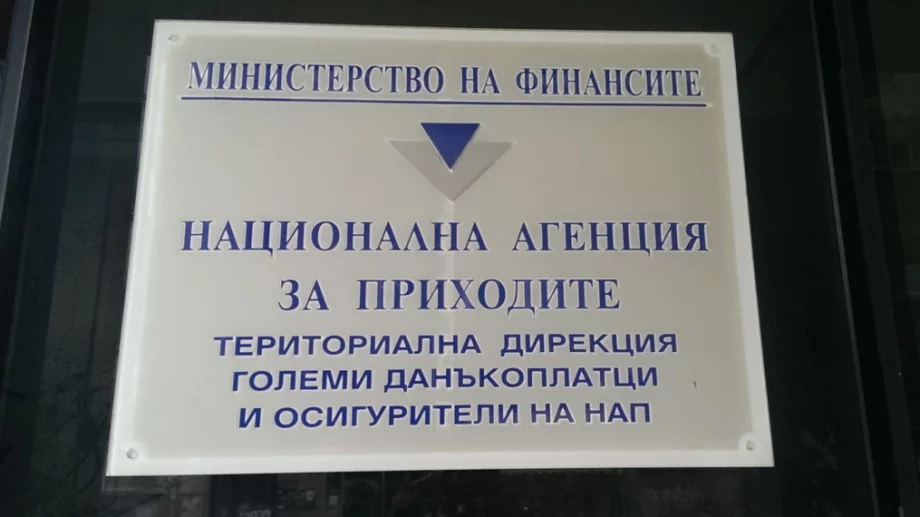 МИНИСТЕРСТВО НА ФИНАНСИТЕ
НАЦИОНАЛНА АГЕНЦИЯ
ЗА ПРИХОДИТЕ
ТЕРИТОРИАЛНА ДИРЕКЦИЯ
ГОЛЕМИ ДАНЪКОПЛАТЦИ
И ОСИГУРИТЕЛИ НА НАП